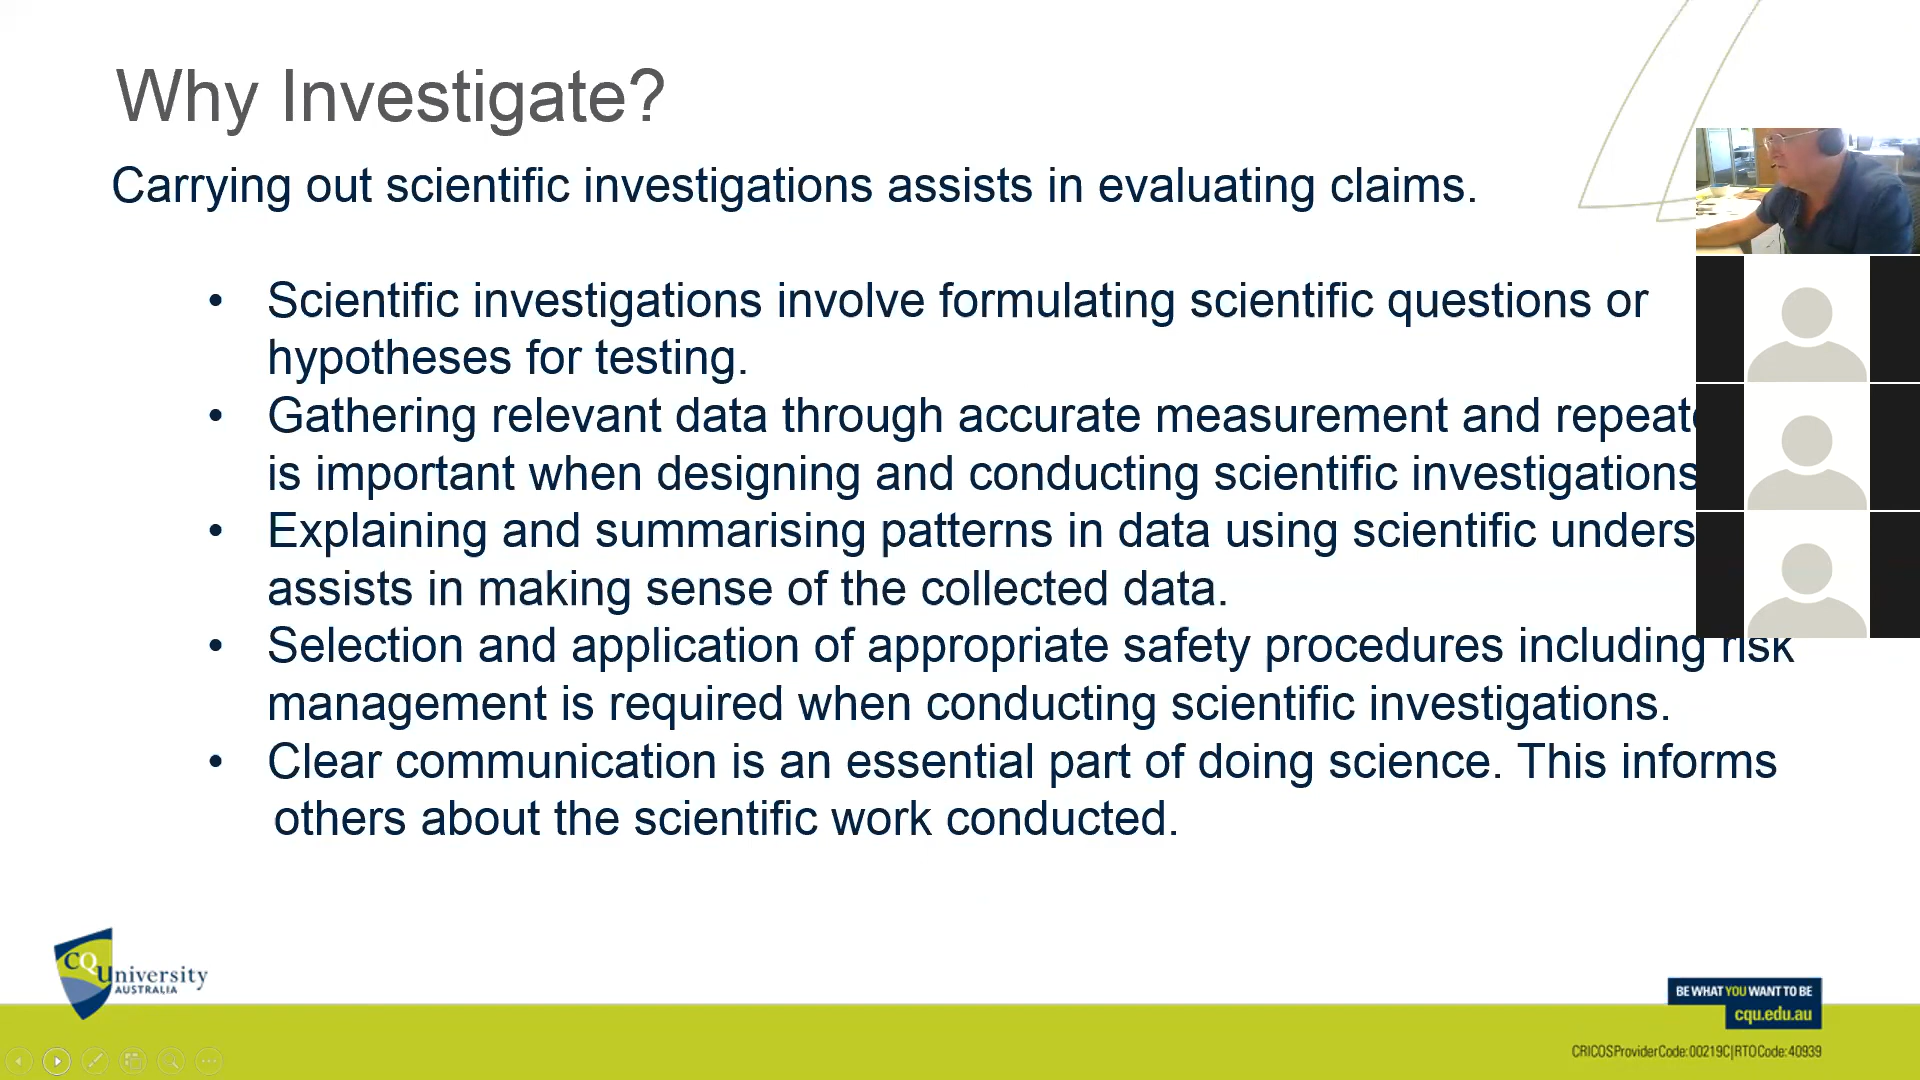 Why Investigate?
Carrying out scientific investigations assists in evaluating claims.
• Scientific investigations involve formulating scientific questions or
hypotheses for testing.
• Gathering relevant data through accurate measurement and
is important when designing and conducting scientific investigations
• Explaining and summarising patterns in data using scientific
assists in making sense of the collected data.
• Selection and application of appropriate safety procedures including risk
management is required when conducting scientific investigations.
• Clear communication is an essential part of doing science. This informs
others about the scientific work conducted.
CQUniversity
AUSTRALIA
BE WHAT YOU WANT TO BE
cqu.edu.au
CRICOS Provider Code: 00219C | RTO Code: 40939